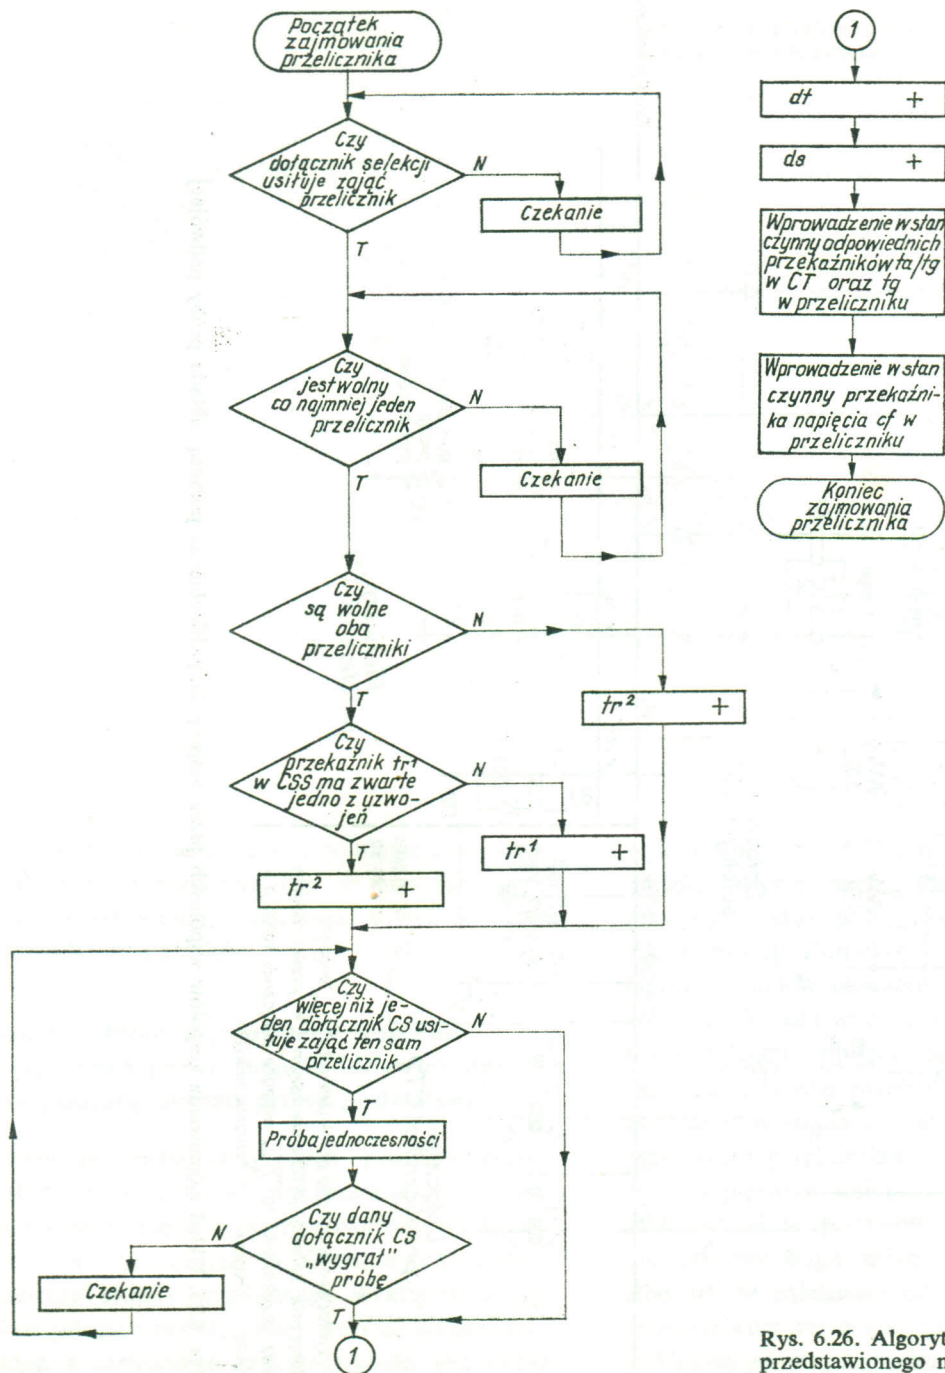 Początek
zajmowania
przelicznika
Czy
dołącznik selekcji
usiłuje zająć
przelicznik
N
Czekanie
T
Czy
jest wolny
co najmniej jeden
przelicznik
N
Czekanie
T
Czy
są wolne
oba
przeliczniki
N
tr² +
T
Czy
przekaźnik tr¹
w CSS ma zwarte
jedno z uzwo-
jeń
N
tr¹ +
T
tr² +
Czy
więcej niż je-
den dołącznik CS usi-
łuje zająć ten sam
przelicznik
N
T
Próba jednoczesności
Czy dany
dołącznik Cs
„wygrał”
próbę
N
Czekanie
T
1
1
dt +
ds +
Wprowadzenie w stan
czynny odpowiednich
przekaźników ta/tg
w CT oraz tg
w przeliczniku
Wprowadzenie w stan
czynny przekaźni-
ka napięcia cf w
przeliczniku
Koniec
zajmowania
przelicznika
Rys. 6.26. Algoryt
przedstawionego n